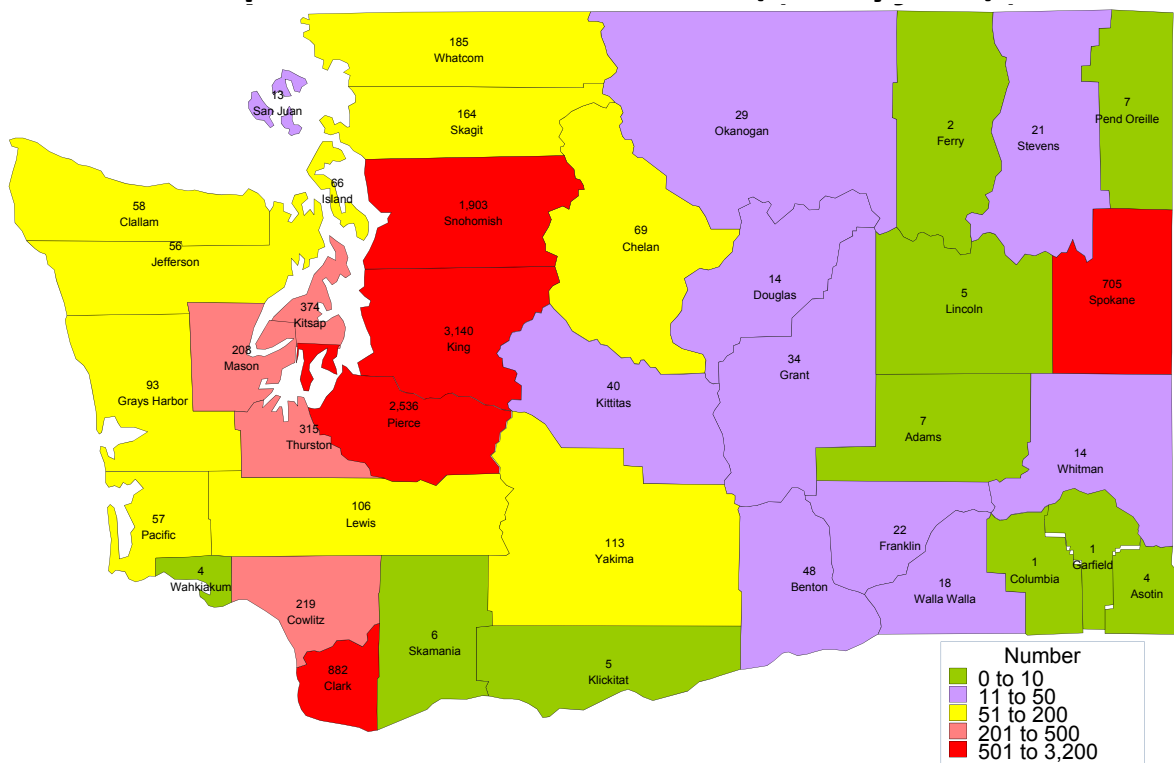 185
Whatcom
13
San Juan
164
Skagit
29
Okanogan
2
Ferry
21
Stevens
7
Pend Oreille
66
Island
58
Clallam
56
Jefferson
1,903
Snohomish
69
Chelan
14
Douglas
5
Lincoln
705
Spokane
374
Kitsap
3,140
King
208
Mason
93
Grays Harbor
40
Kittitas
34
Grant
2,536
Pierce
315
Thurston
7
Adams
14
Whitman
57
Pacific
106
Lewis
113
Yakima
22
Franklin
48
Benton
18
Walla Walla
1
Columbia
1
Garfield
4
Asotin
4
Wahkiakum
219
Cowlitz
6
Skamania
5
Klickitat
882
Clark
Number
0 to 10
11 to 50
51 to 200
201 to 500
501 to 3,200